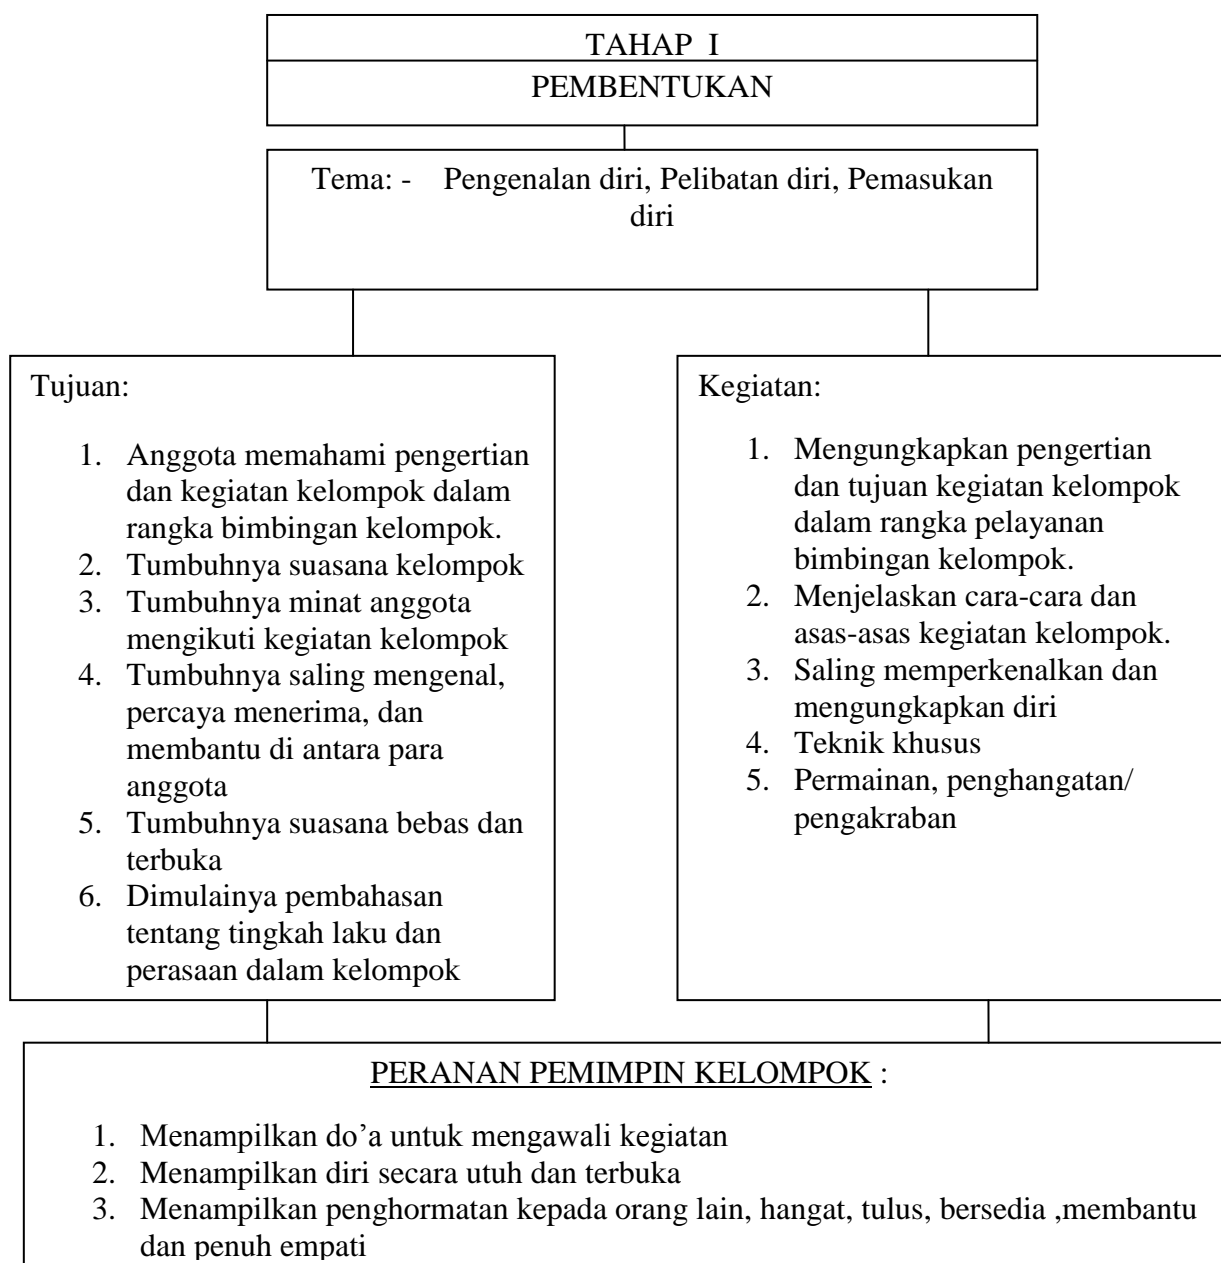 TAHAP I
PEMBENTUKAN
Tema: - Pengenalan diri, Pelibatan diri, Pemasukan
diri
Tujuan:
1. Anggota memahami pengertian
dan kegiatan kelompok dalam
rangka bimbingan kelompok.
2. Tumbuhnya suasana kelompok
3. Tumbuhnya minat anggota
mengikuti kegiatan kelompok
4. Tumbuhnya saling mengenal,
percaya menerima, dan
membantu di antara para
anggota
5. Tumbuhnya suasana bebas dan
terbuka
6. Dimulainya pembahasan
tentang tingkah laku dan
perasaan dalam kelompok
Kegiatan:
1. Mengungkapkan pengertian
dan tujuan kegiatan kelompok
dalam rangka pelayanan
bimbingan kelompok.
2. Menjelaskan cara-cara dan
asas-asas kegiatan kelompok.
3. Saling memperkenalkan dan
mengungkapkan diri
4. Teknik khusus
5. Permainan, penghangatan/
pengakraban
PERANAN PEMIMPIN KELOMPOK :
1. Menampilkan do’a untuk mengawali kegiatan
2. Menampilkan diri secara utuh dan terbuka
3. Menampilkan penghormatan kepada orang lain, hangat, tulus, bersedia ,membantu
dan penuh empati